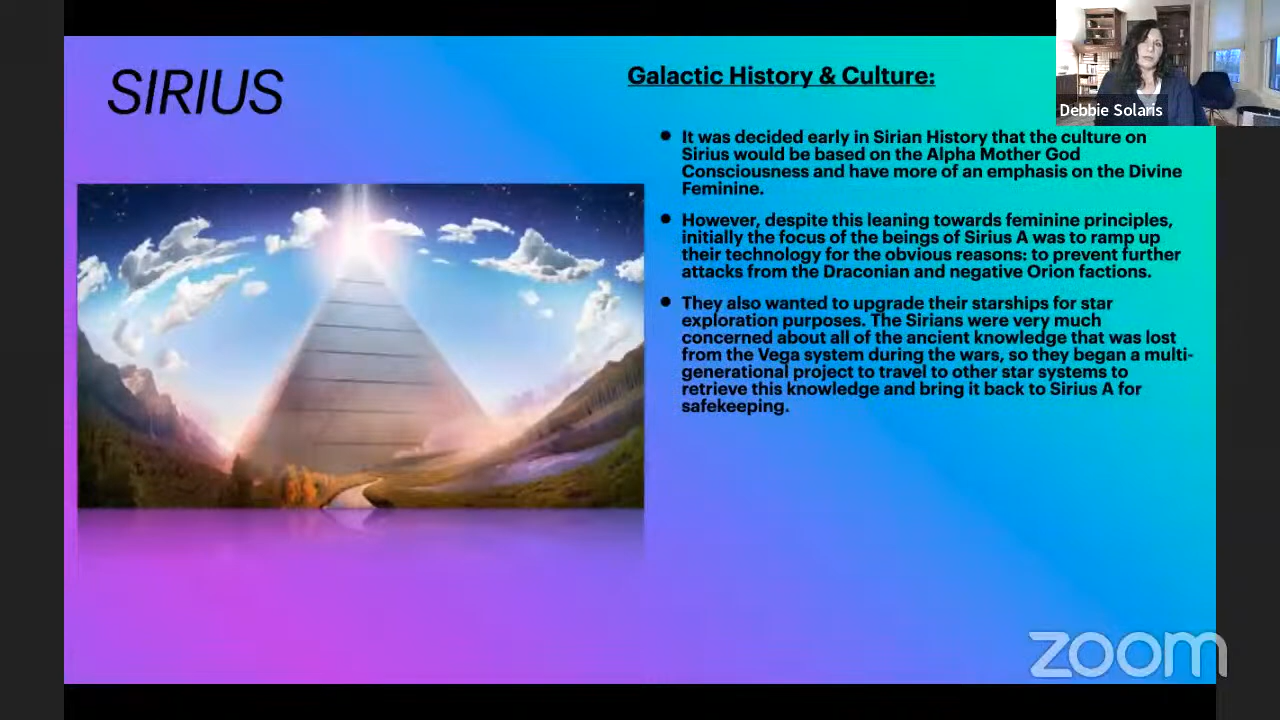 SIRIUS
Galactic History & Culture:
Debbie Solaris
● It was decided early in Sirian History that the culture on
Sirius would be based on the Alpha Mother God
Consciousness and have more of an emphasis on the Divine
Feminine.
● However, despite this leaning towards feminine principles,
initially the focus of the beings of Sirius A was to ramp up
their technology for the obvious reasons: to prevent further
attacks from the Draconian and negative Orion factions.
● They also wanted to upgrade their starships for star
exploration purposes. The Sirians were very much
concerned about all of the ancient knowledge that was lost
from the Vega system during the wars, so they began a multi-
generational project to travel to other star systems to
retrieve this knowledge and bring it back to Sirius A for
safekeeping.
zoom